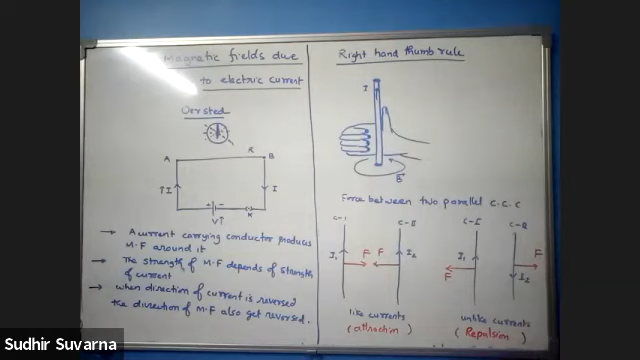 Magnetic fields due
to electric current
Oersted
A
R
B
↑I
I
+
-
V↑
K
→ A current carrying conductor produces
M.F around it
→ The strength of M.F depends of strength
of current
→ when direction of current is reversed
the direction of M.F also get reversed.
Right hand thumb rule
I
B
Force between two parallel C.C.C
C-I
C-II
C-I
C-II
I1
F
F
I2
I1
F
F
I2
like currents
(attraction)
unlike currents
(Repulsion)
Sudhir Suvarna